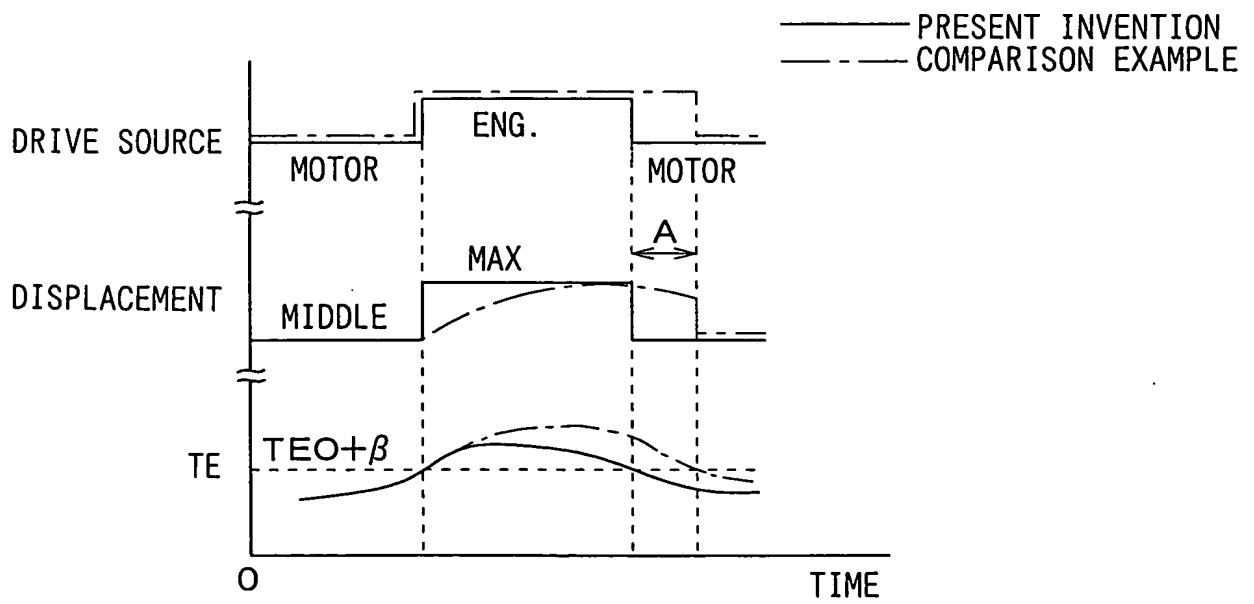 PRESENT INVENTION
COMPARISON EXAMPLE
DRIVE SOURCE
ENG.
MOTOR
MOTOR
A
MAX
DISPLACEMENT
MIDDLE
TEO+β
TE
O
TIME